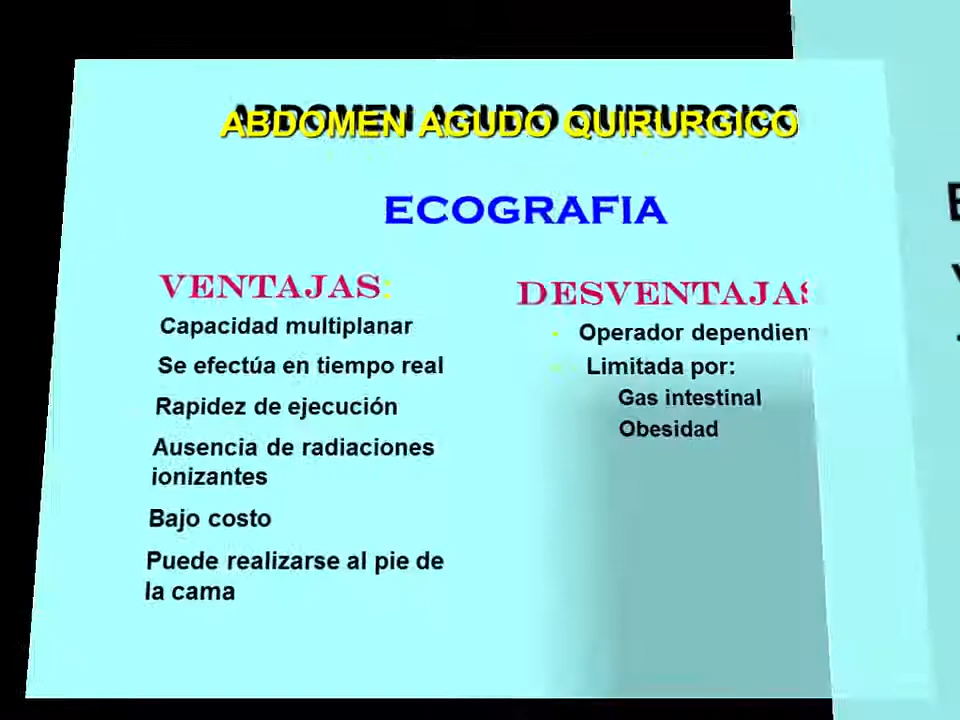 ABDOMEN AGUDO QUIRURGICO
ECOGRAFIA
VENTAJAS:
Capacidad multiplanar
Se efectúa en tiempo real
Rapidez de ejecución
Ausencia de radiaciones
ionizantes
Bajo costo
Puede realizarse al pie de
la cama
DESVENTAJAS
Operador dependien
Limitada por:
Gas intestinal
Obesidad